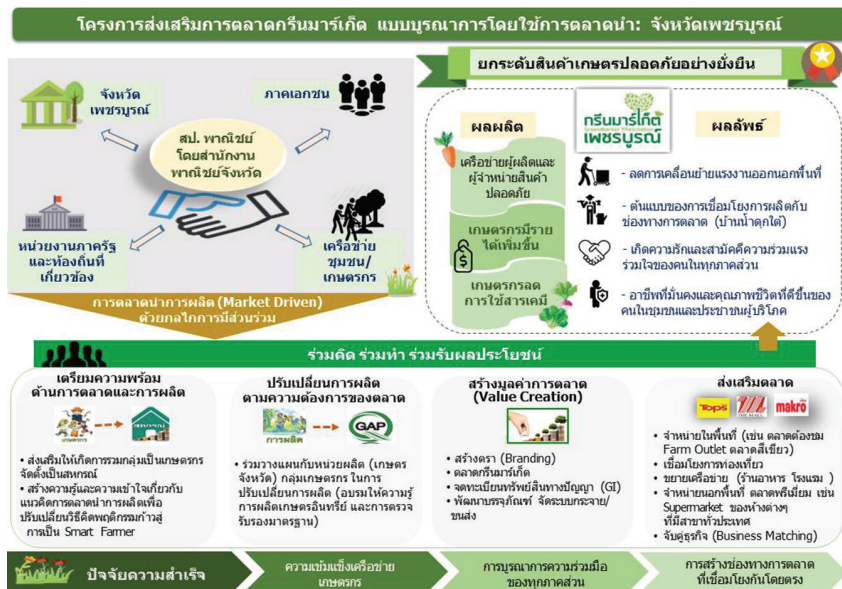 โครงการส่งเสริมการตลาดกรีนมาร์เก็ต แบบบูรณาการโดยใช้การตลาดนำ: จังหวัดเพชรบูรณ์
จังหวัด
เพชรบูรณ์
ภาคเอกชน
สป. พาณิชย์
โดยสำนักงาน
พาณิชย์จังหวัด
หน่วยงานภาครัฐ
และท้องถิ่นที่
เกี่ยวข้อง
เครือข่าย
ชุมชน/
เกษตรกร
การตลาดนำการผลิต (Market Driven)
ด้วยกลไกการมีส่วนร่วม
ยกระดับสินค้าเกษตรปลอดภัยอย่างยั่งยืน
ผลผลิต
กรีนมาร์เก็ต
เพชรบูรณ์
ผลลัพธ์
เครือข่ายผู้ผลิตและ
ผู้จำหน่ายสินค้า
ปลอดภัย
เกษตรกรมีราย
ได้เพิ่มขึ้น
เกษตรกรลด
การใช้สารเคมี
- ลดการเคลื่อนย้ายแรงงานออกนอกพื้นที่
- ต้นแบบของการเชื่อมโยงการผลิตกับ
ช่องทางการตลาด (บ้านน้ำดุกใต้)
- เกิดความรักและสามัคคีความร่วมแรง
ร่วมใจของคนในทุกภาคส่วน
- อาชีพที่มั่นคงและคุณภาพชีวิตที่ดีขึ้นของ
คนในชุมชนและประชาชนผู้บริโภค
ร่วมคิด ร่วมทำ ร่วมรับผลประโยชน์
เตรียมความพร้อม
ด้านการตลาดและการผลิต
เกษตรกร
สหกรณ์
• ส่งเสริมให้เกิดการรวมกลุ่มเป็นเกษตรกร
จัดตั้งเป็นสหกรณ์
• สร้างความรู้และความเข้าใจเกี่ยวกับ
แนวคิดการตลาดนำการผลิตเพื่อ
ปรับเปลี่ยนวิธีคิดพฤติกรรมก้าวสู่
การเป็น Smart Farmer
ปรับเปลี่ยนการผลิต
ตามความต้องการของตลาด
การผลิต
GAP
• ร่วมวางแผนกับหน่วยผลิต (เกษตร
จังหวัด) กลุ่มเกษตรกร ในการ
ปรับเปลี่ยนการผลิต (อบรมให้ความรู้
การผลิตเกษตรอินทรีย์ และการตรวจ
รับรองมาตรฐาน)
สร้างมูลค่าการตลาด
(Value Creation)
• สร้างตรา (Branding)
• ตลาดกรีนมาร์เก็ต
• จดทะเบียนทรัพย์สินทางปัญญา (GI)
• พัฒนาบรรจุภัณฑ์ จัดระบบกระจาย/
ขนส่ง
ส่งเสริมตลาด
Tops
THE MALL
makro
• จำหน่ายในพื้นที่ (เช่น ตลาดต้องชม
Farm Outlet ตลาดสีเขียว)
• เชื่อมโยงการท่องเที่ยว
• ขยายเครือข่าย (ร้านอาหาร โรงแรม )
• จำหน่ายนอกพื้นที่ ตลาดพรีเมี่ยม เช่น
Supermarket ของห้างต่างๆ
ที่มีสาขาทั่วประเทศ
• จับคู่ธุรกิจ (Business Matching)
ปัจจัยความสำเร็จ
ความเข้มแข็งเครือข่าย
เกษตรกร
การบูรณาการความร่วมมือ
ของทุกภาคส่วน
การสร้างช่องทางการตลาด
ที่เชื่อมโยงกันโดยตรง